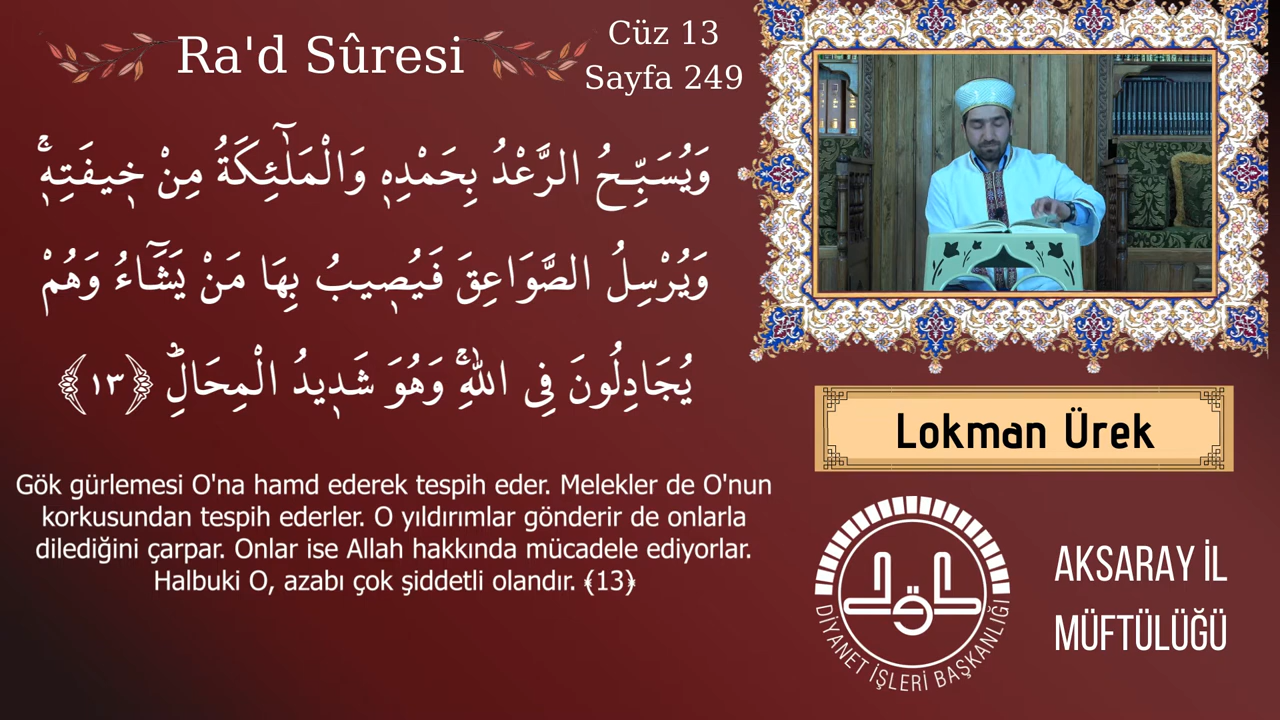 Ra'd Sûresi
Cüz 13
Sayfa 249
وَيُسَبِّحُ الرَّعْدُ بِحَمْدِهٖ وَالْمَلٰٓئِكَةُ مِنْ خٖيفَتِهٖۚ
وَيُرْسِلُ الصَّوَاعِقَ فَيُصٖيبُ بِهَا مَنْ يَشَٓاءُ وَهُمْ
يُجَادِلُونَ فِى اللّٰهِۚ وَهُوَ شَدٖيدُ الْمِحَالِؕ ﴿١٣﴾
Gök gürlemesi O'na hamd ederek tespih eder. Melekler de O'nun
korkusundan tespih ederler. O yıldırımlar gönderir de onlarla
dilediğini çarpar. Onlar ise Allah hakkında mücadele ediyorlar.
Halbuki O, azabı çok şiddetli olandır. ﴾13﴿
Lokman Ürek
DİYANET İŞLERİ BAŞKANLIĞI
AKSARAY İL
MÜFTÜLÜĞÜ